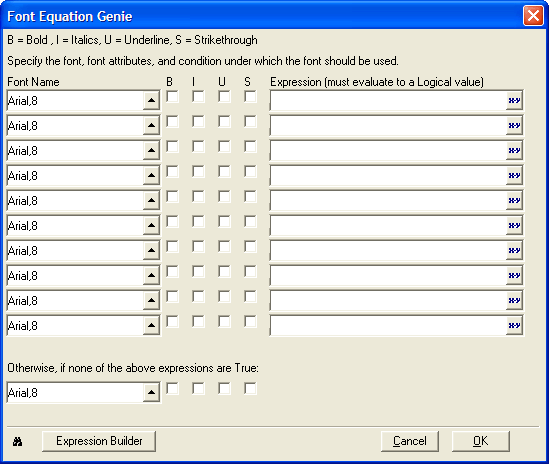 Font Equation Genie
B = Bold , I = Italics, U = Underline, S = Strikethrough
Specify the font, font attributes, and condition under which the font should be used.
Font Name B I U S Expression (must evaluate to a Logical value)
Arial,8 x-y
Arial,8 x-y
Arial,8 x-y
Arial,8 x-y
Arial,8 x-y
Arial,8 x-y
Arial,8 x-y
Arial,8 x-y
Arial,8 x-y
Arial,8 x-y
Otherwise, if none of the above expressions are True:
Arial,8
Expression Builder Cancel OK